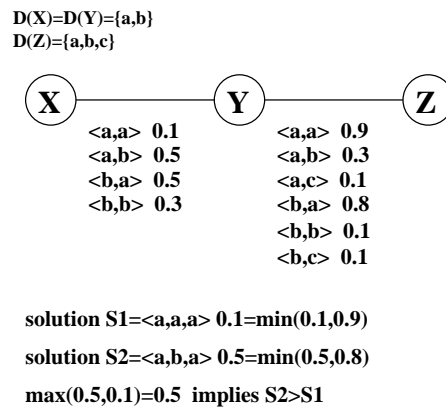 D(X)=D(Y)={a,b}
D(Z)={a,b,c}
X Y Z
<a,a> 0.1 <a,a> 0.9
<a,b> 0.5 <a,b> 0.3
<b,a> 0.5 <a,c> 0.1
<b,b> 0.3 <b,a> 0.8
<b,b> 0.1
<b,c> 0.1
solution S1=<a,a,a> 0.1=min(0.1,0.9)
solution S2=<a,b,a> 0.5=min(0.5,0.8)
max(0.5,0.1)=0.5 implies S2>S1